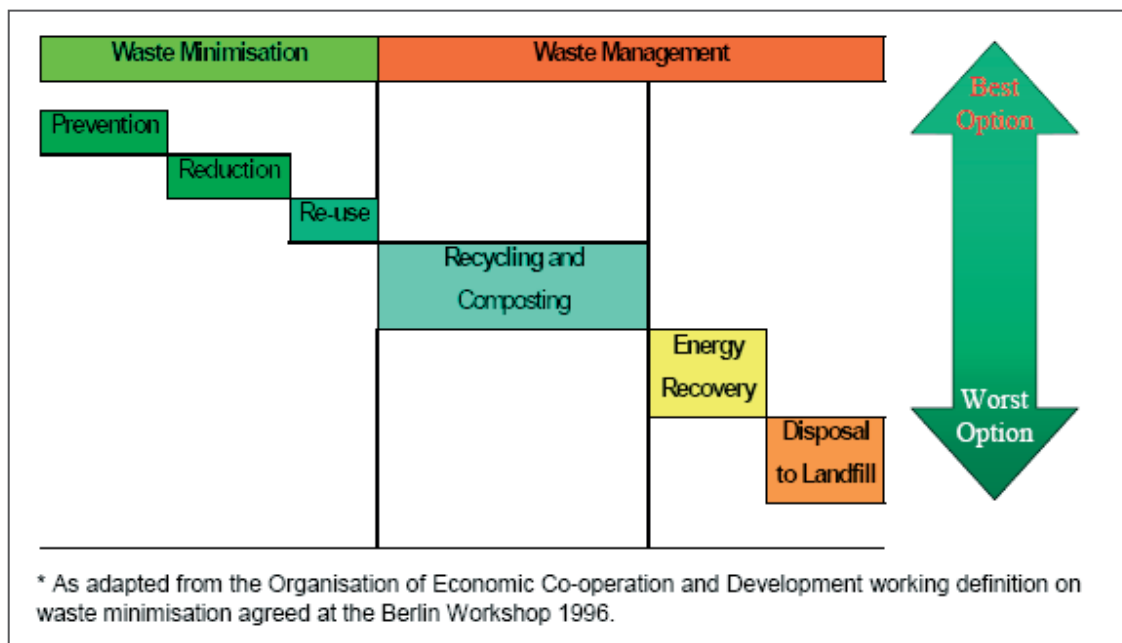 Waste Minimisation
Waste Management
Best
Option
Prevention
Reduction
Re-use
Recycling and
Composting
Energy
Recovery
Worst
Option
Disposal
to Landfill
* As adapted from the Organisation of Economic Co-operation and Development working definition on
waste minimisation agreed at the Berlin Workshop 1996.